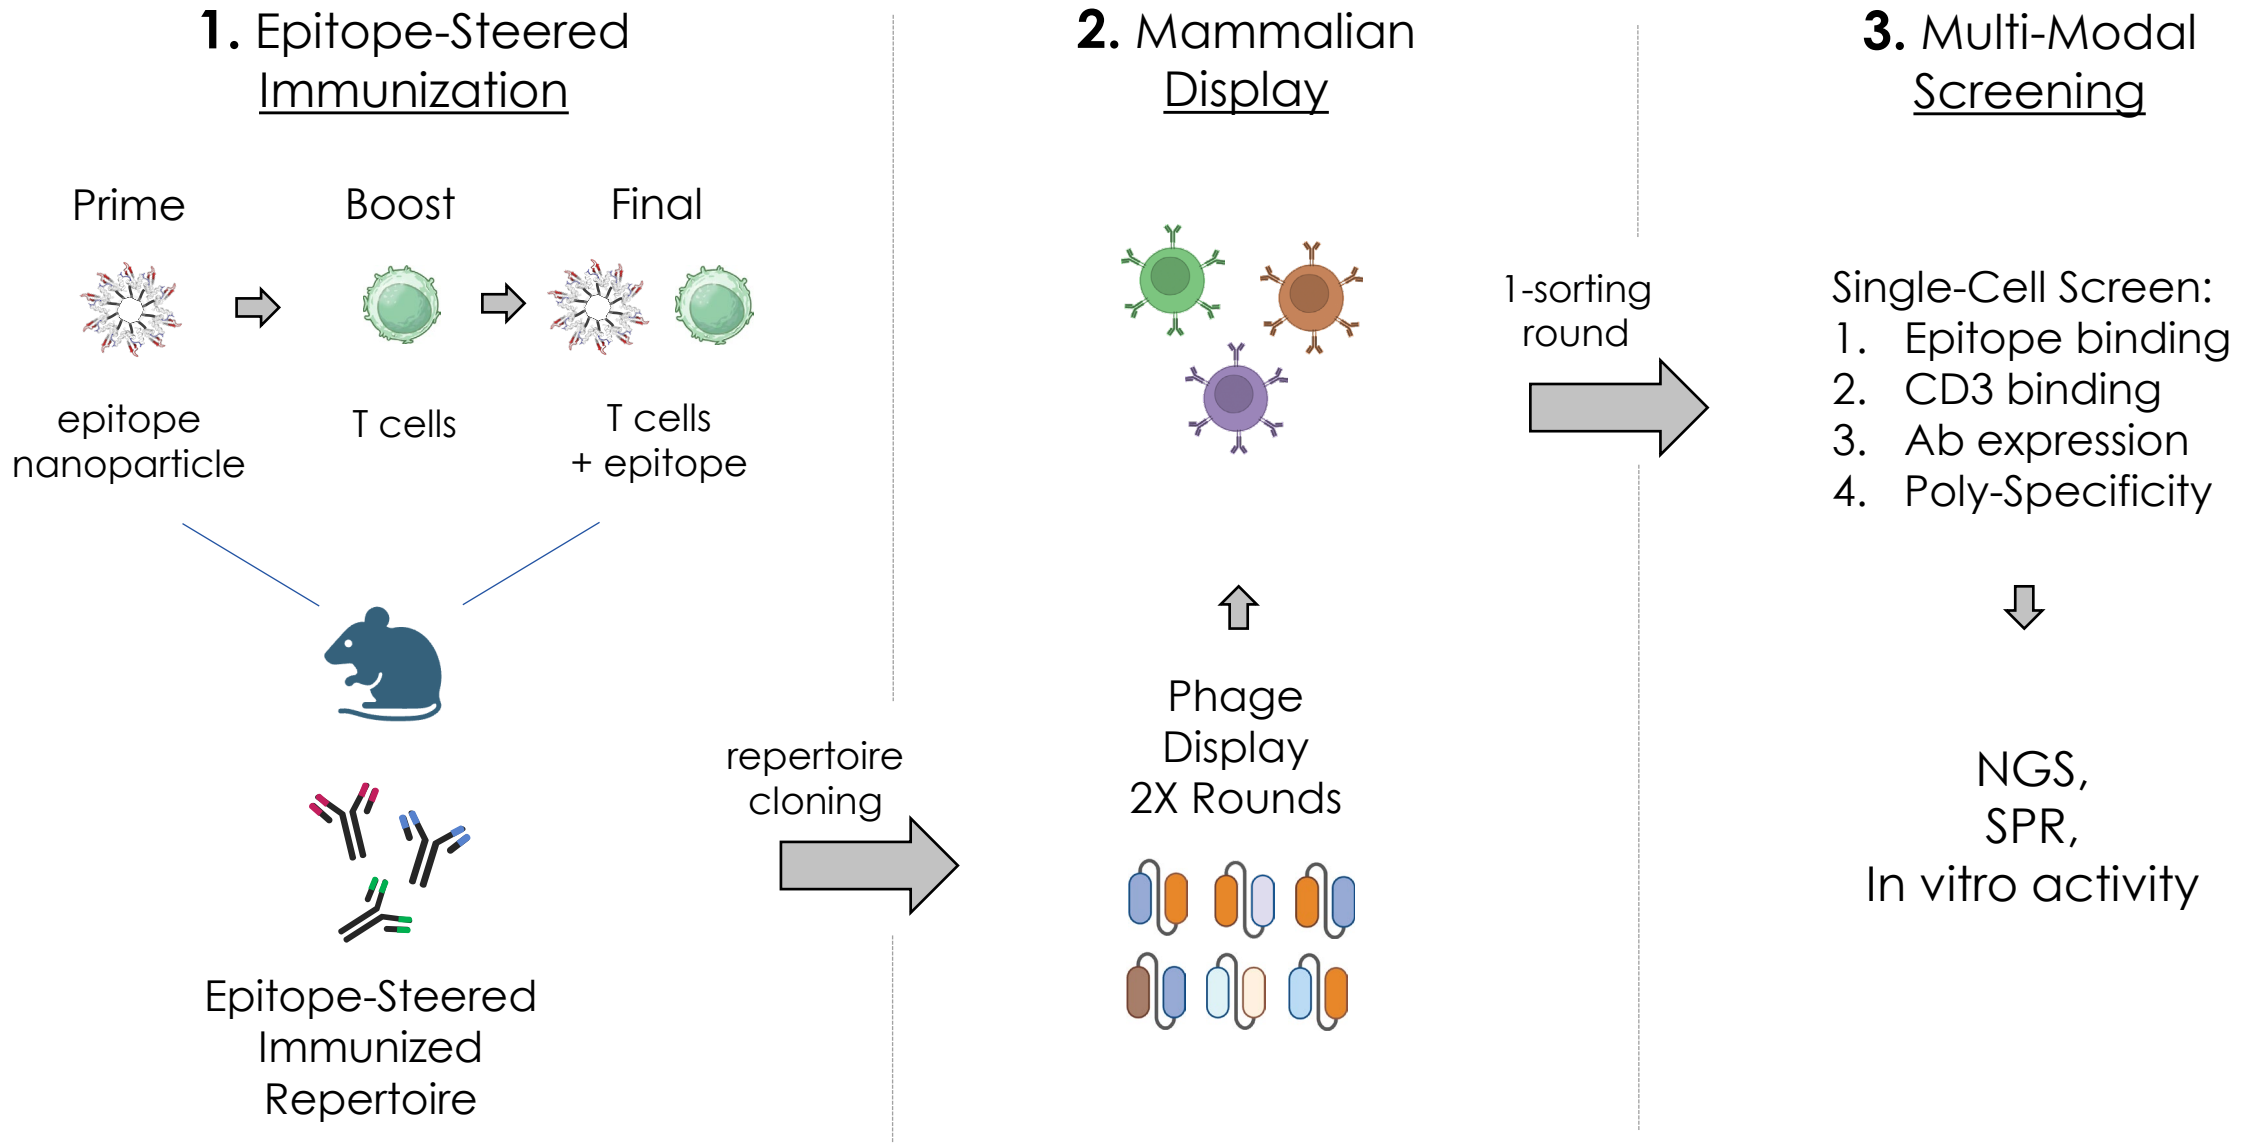 1. Epitope-Steered
Immunization
Prime
Boost
Final
epitope
nanoparticle
T cells
T cells
+ epitope
Epitope-Steered
Immunized
Repertoire
repertoire
cloning
2. Mammalian
Display
Phage
Display
2X Rounds
1-sorting
round
3. Multi-Modal
Screening
Single-Cell Screen:
1. Epitope binding
2. CD3 binding
3. Ab expression
4. Poly-Specificity
NGS,
SPR,
In vitro activity